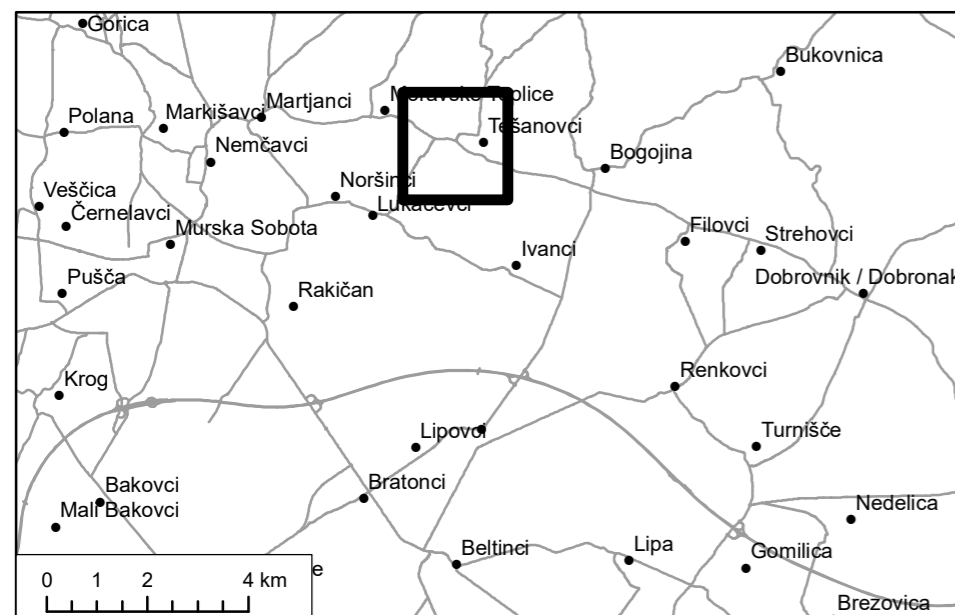 Gorica
Bukovnica
Moravske Toplice
Martjanci
Markišavci
Polana
Tešanovci
Nemčavci
Bogojina
Noršinci
Veščica
Lukačevci
Černelavci
Murska Sobota
Filovci
Strehovci
Ivanci
Pušča
Rakičan
Dobrovnik / Dobronak
Renkovci
Krog
Turnišče
Lipovci
Bratonci
Bakovci
Mali Bakovci
Nedelica
Beltinci
Lipa
Gomilica
e
0 1 2 4 km
Brezovica